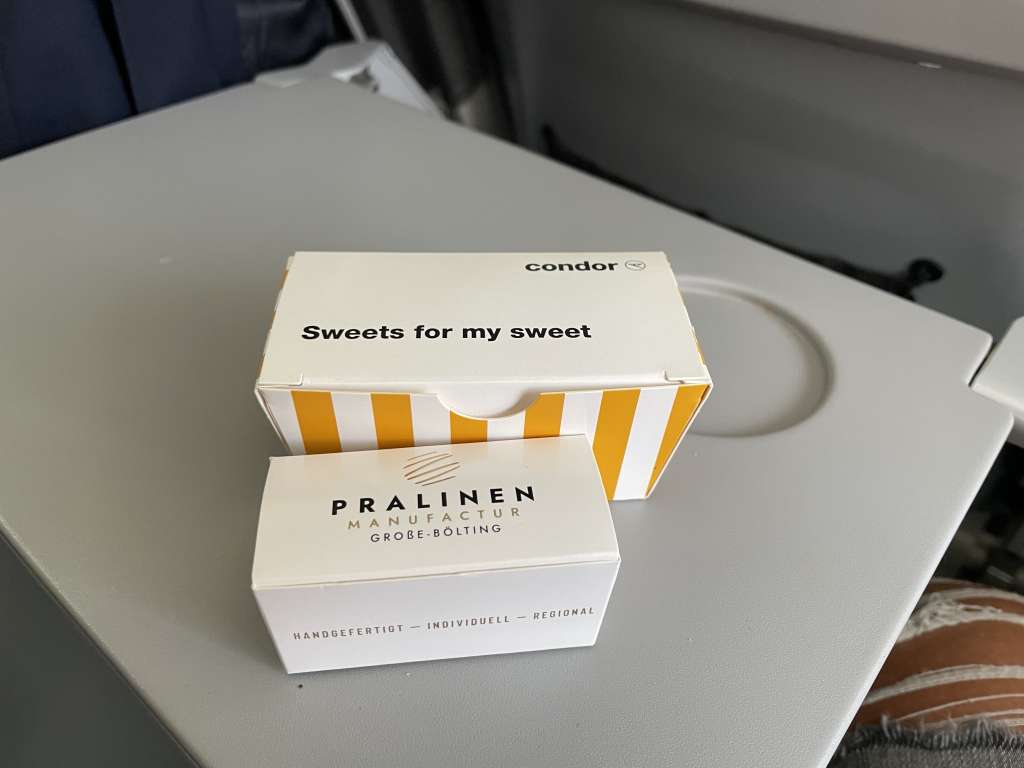 condor
Sweets for my sweet
PRALINEN
MANUFACTUR
GROßE-BÖLTING
HANDGEFERTIGT — INDIVIDUELL — REGIONAL